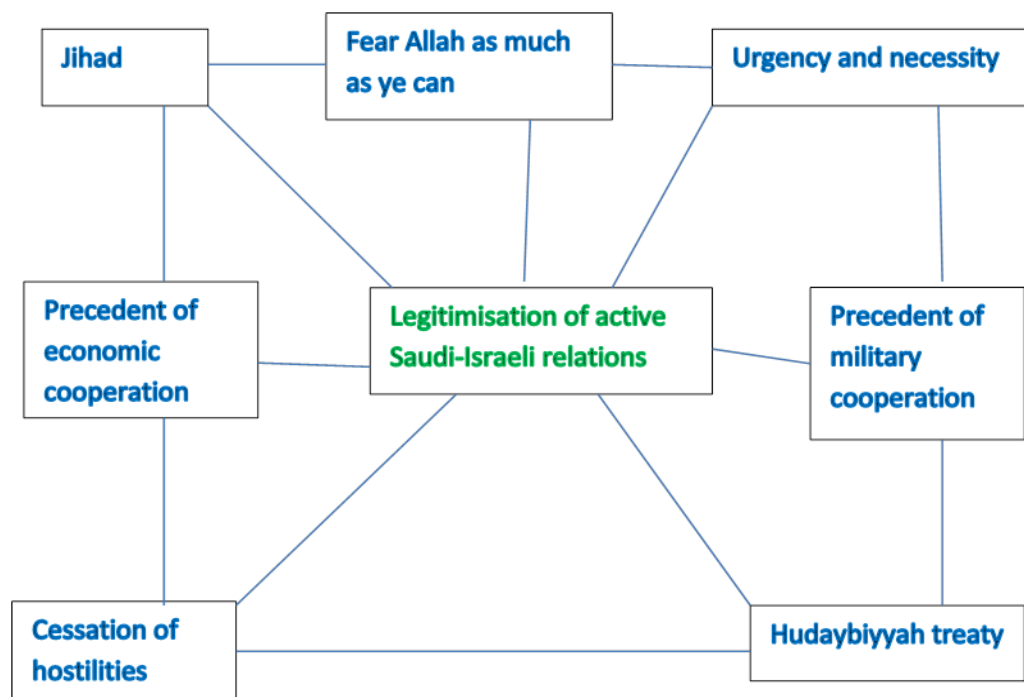 Jihad
Fear Allah as much
as ye can
Urgency and necessity
Precedent of
economic
cooperation
Legitimisation of active
Saudi-Israeli relations
Precedent of
military
cooperation
Cessation of
hostilities
Hudaybiyyah treaty